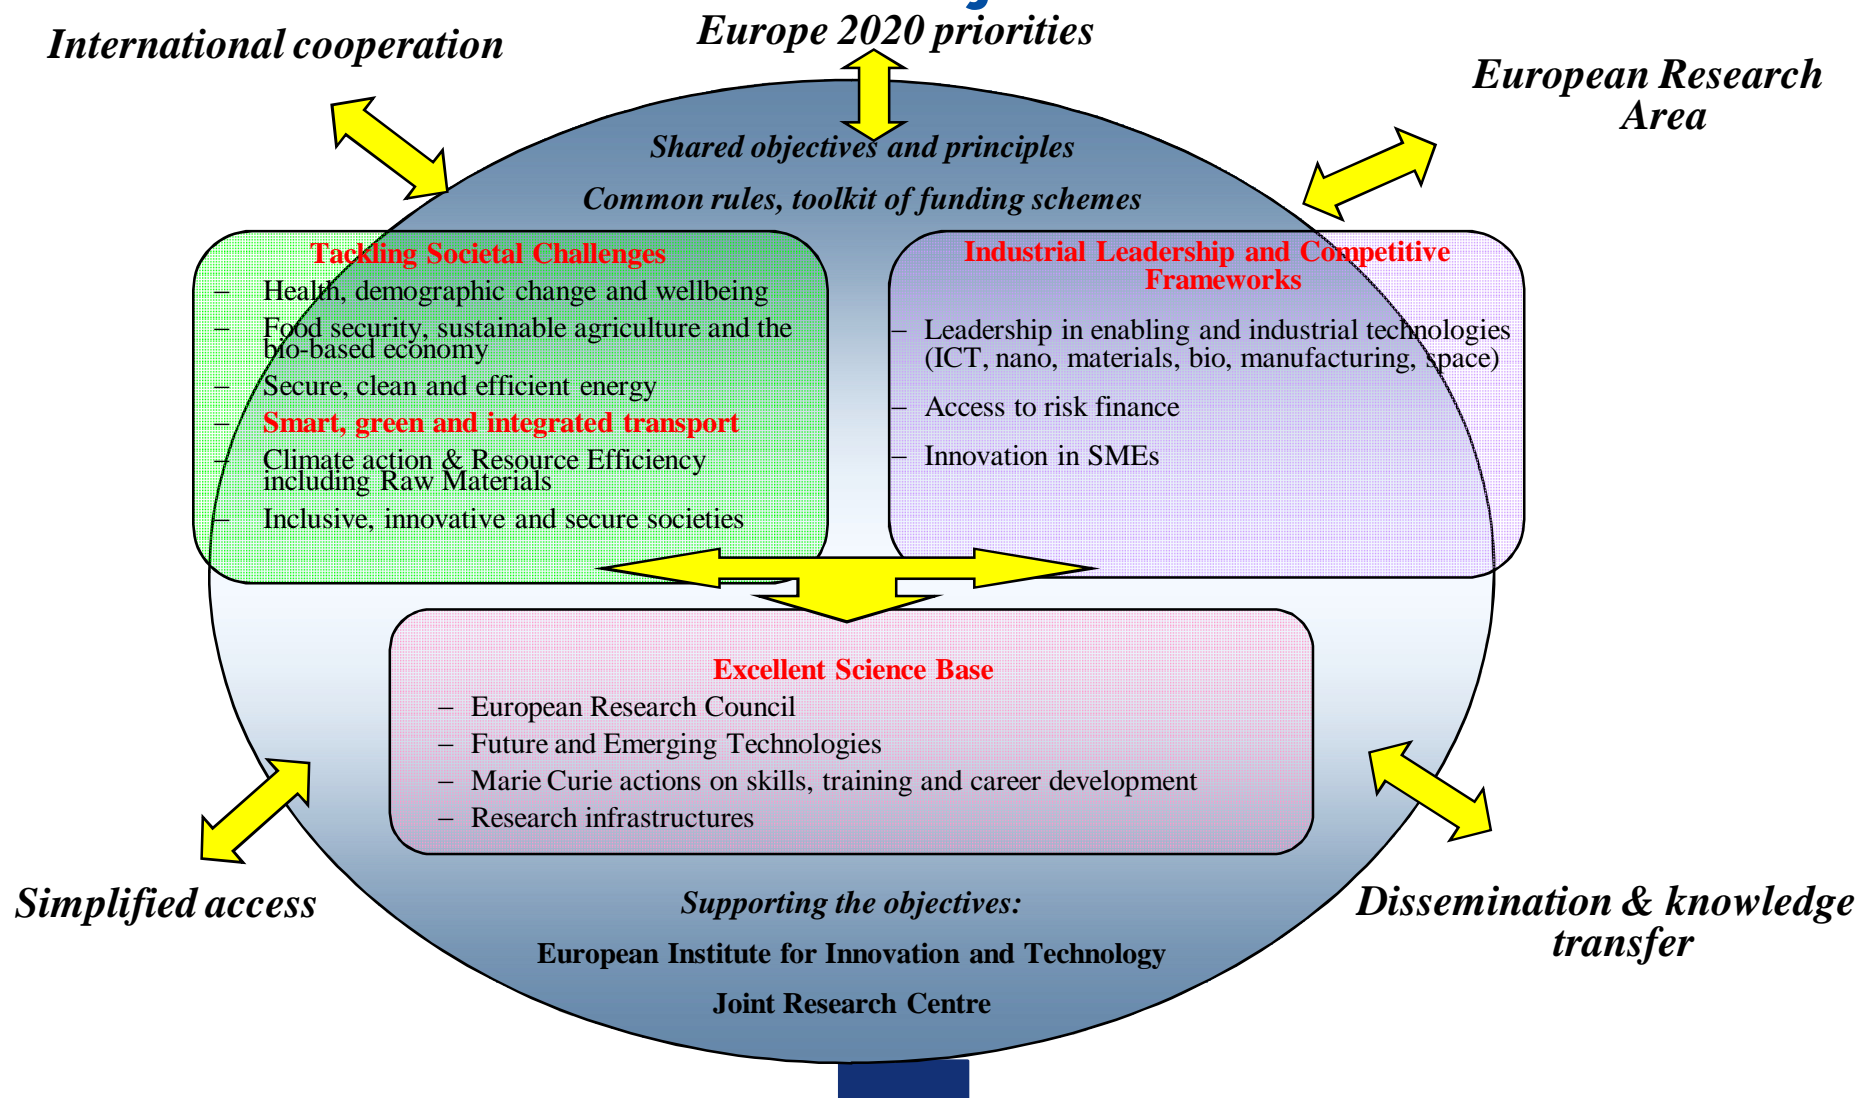 International cooperation
Europe 2020 priorities
European Research
Area
Shared objectives and principles
Common rules, toolkit of funding schemes
Tackling Societal Challenges
– Health, demographic change and wellbeing
– Food security, sustainable agriculture and the
bio-based economy
– Secure, clean and efficient energy
– Smart, green and integrated transport
– Climate action & Resource Efficiency
including Raw Materials
– Inclusive, innovative and secure societies
Industrial Leadership and Competitive
Frameworks
– Leadership in enabling and industrial technologies
(ICT, nano, materials, bio, manufacturing, space)
– Access to risk finance
– Innovation in SMEs
Excellent Science Base
– European Research Council
– Future and Emerging Technologies
– Marie Curie actions on skills, training and career development
– Research infrastructures
Simplified access
Dissemination & knowledge
transfer
Supporting the objectives:
European Institute for Innovation and Technology
Joint Research Centre